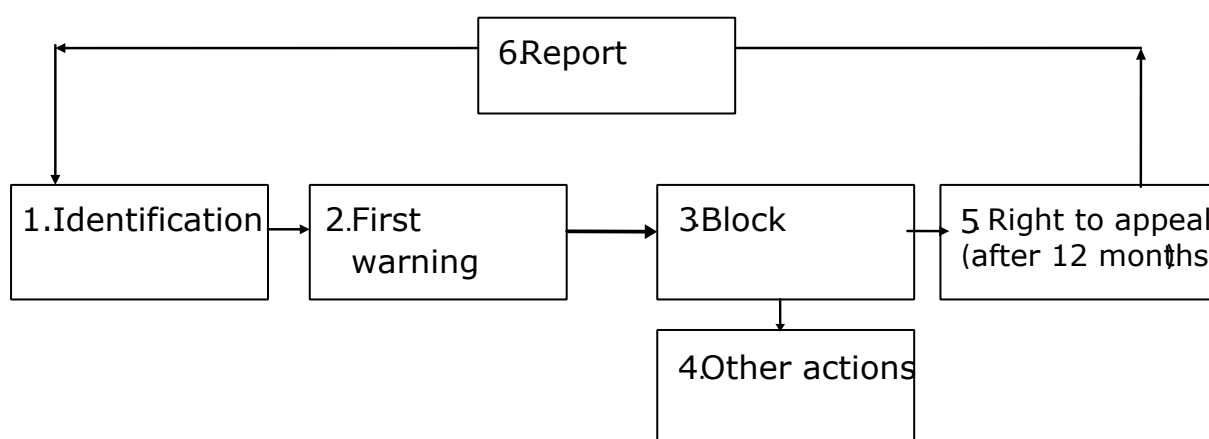 6.Report
1.Identification
2.First
warning
3.Block
5. Right to appeal
(after 12 months)
4.Other actions